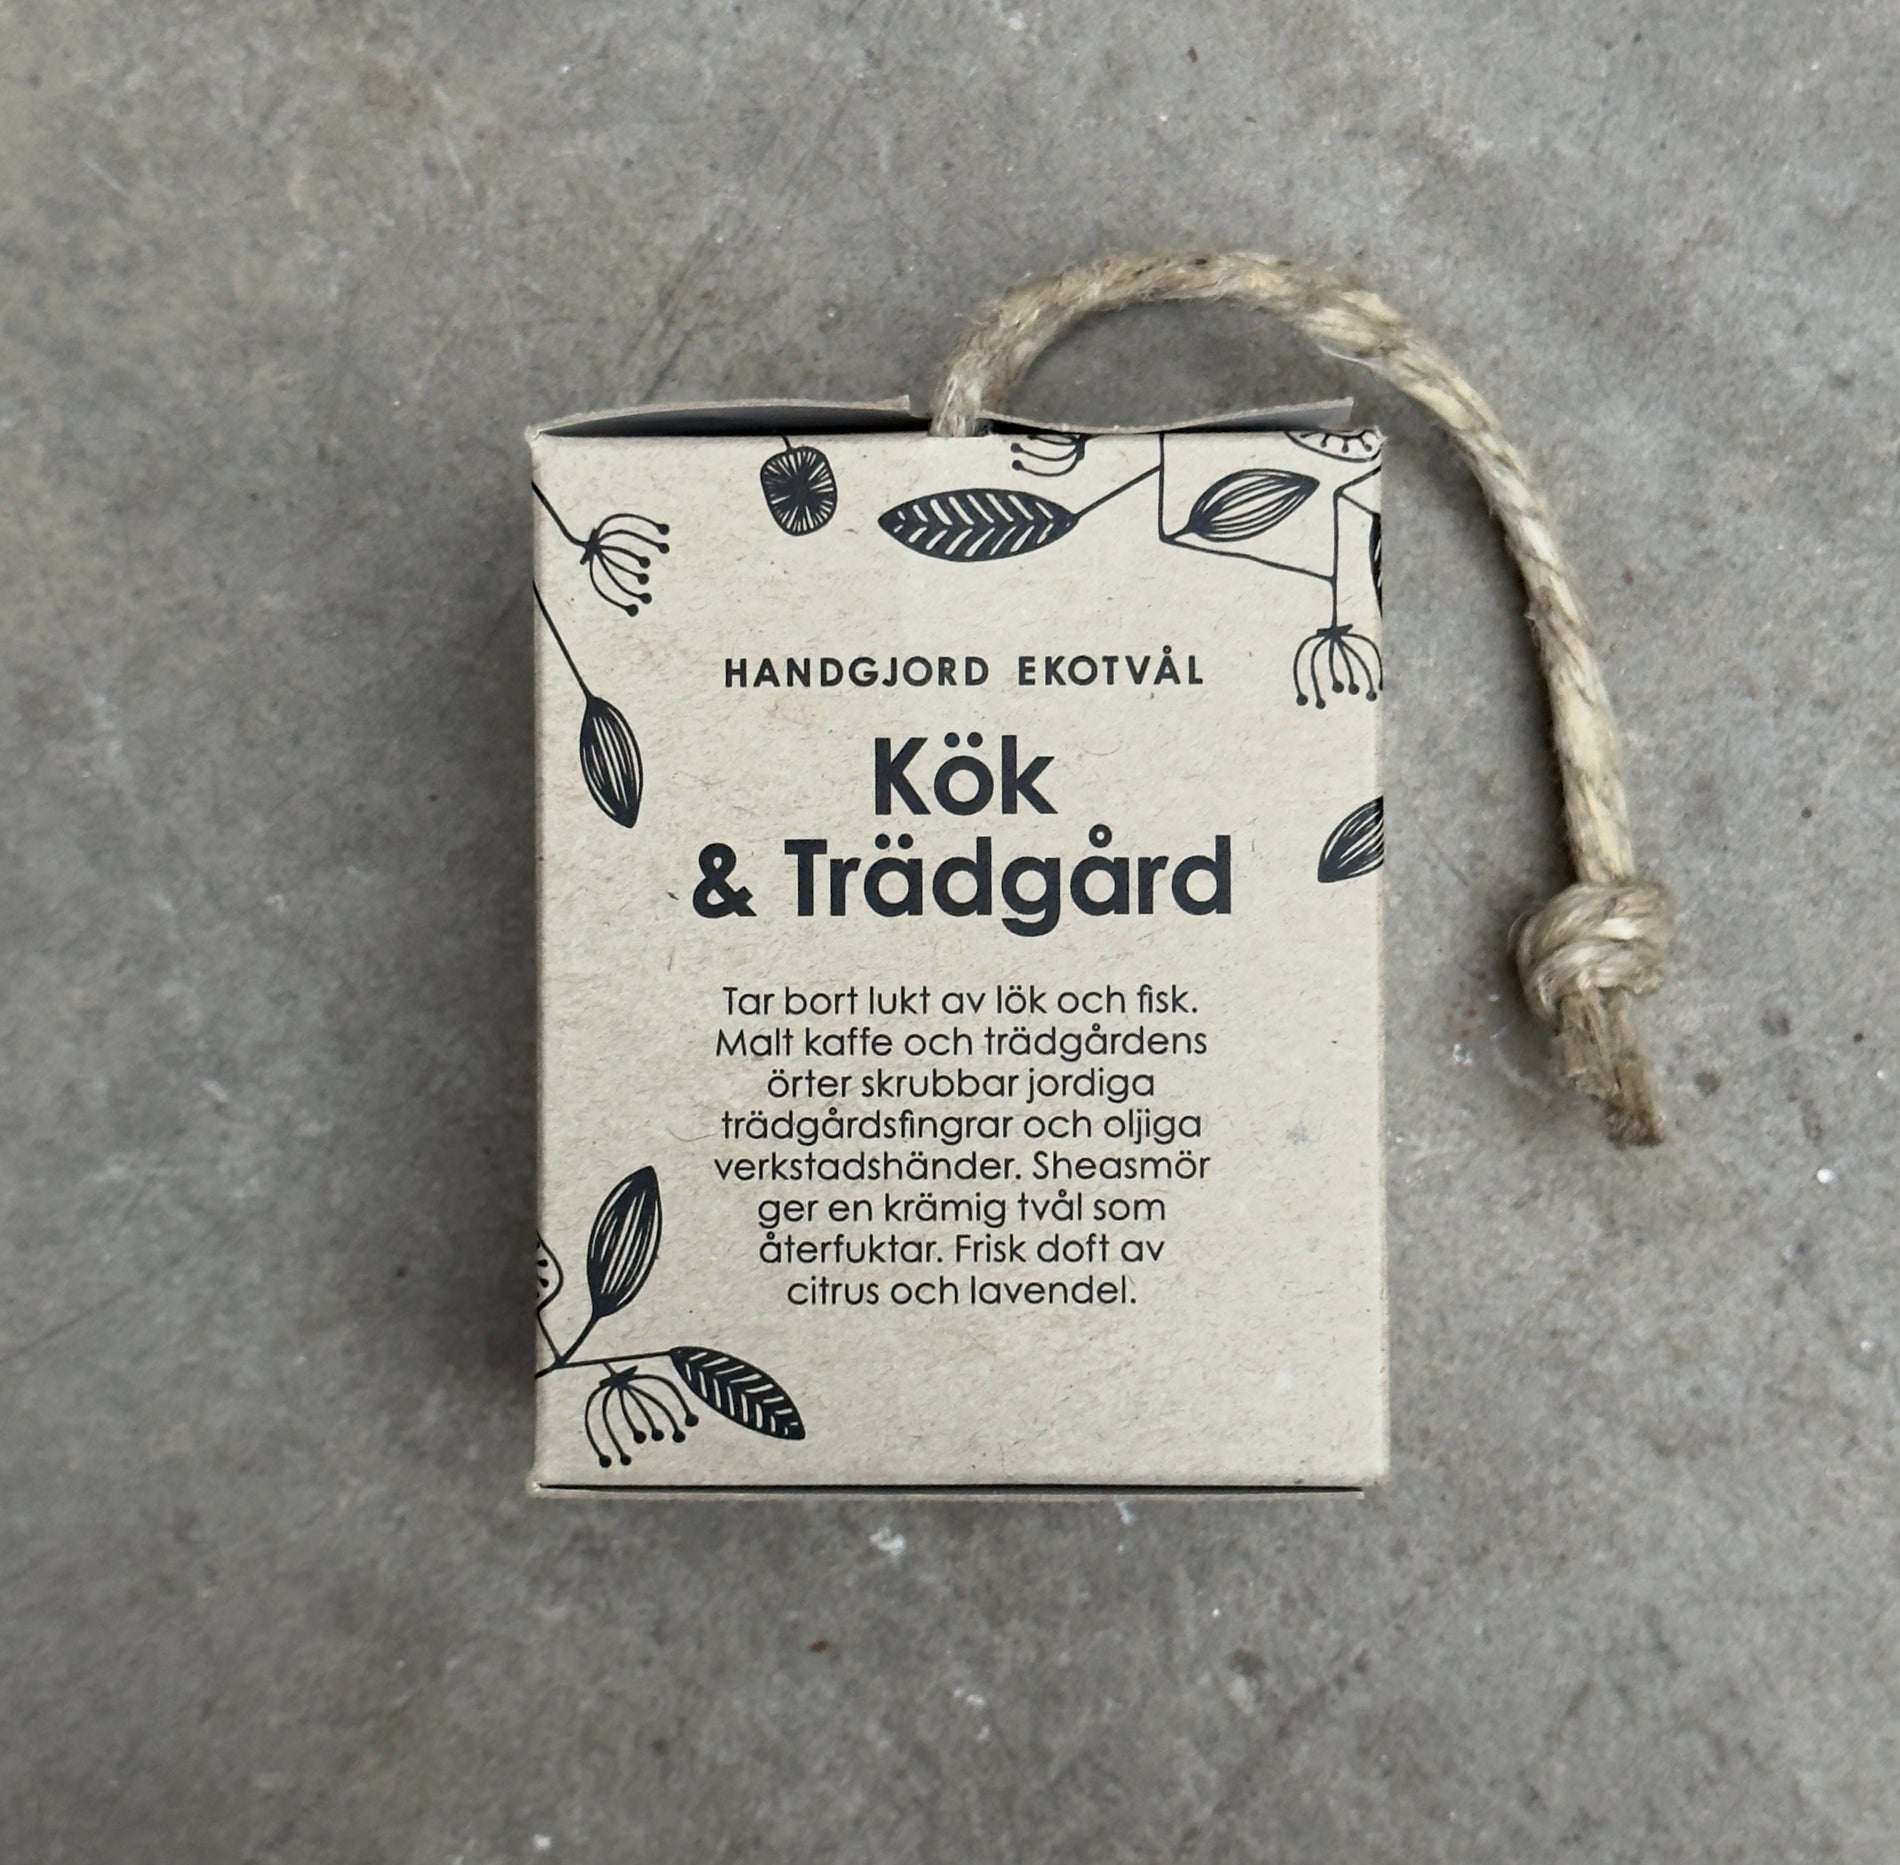 HANDGJORD EKOTVÅL
Kök
& Trädgård
Tar bort lukt av lök och fisk.
Malt kaffe och trädgårdens
örter skrubbar jordiga
trädgårdsfingrar och oljiga
verkstadshänder. Sheasmör
ger en krämig tvål som
återfuktar. Frisk doft av
citrus och lavendel.